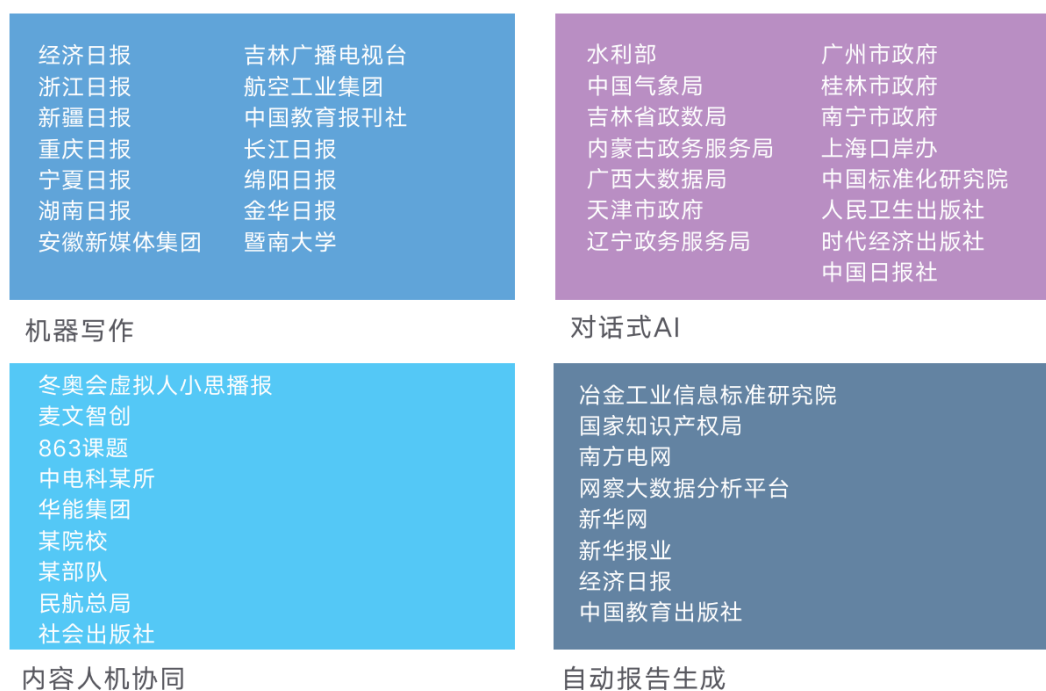 经济日报
浙江日报
新疆日报
重庆日报
宁夏日报
湖南日报
安徽新媒体集团
吉林广播电视台
航空工业集团
中国教育报刊社
长江日报
绵阳日报
金华日报
暨南大学
机器写作
水利部
中国气象局
吉林省政数局
内蒙古政务服务局
广西大数据局
天津市政府
辽宁政务服务局
广州市政府
桂林市政府
南宁市政府
上海口岸办
中国标准化研究院
人民卫生出版社
时代经济出版社
中国日报社
对话式AI
冬奥会虚拟人小思播报
麦文智创
863课题
中电科某所
华能集团
某院校
某部队
民航总局
社会出版社
内容人机协同
冶金工业信息标准研究院
国家知识产权局
南方电网
网察大数据分析平台
新华网
新华报业
经济日报
中国教育出版社
自动报告生成